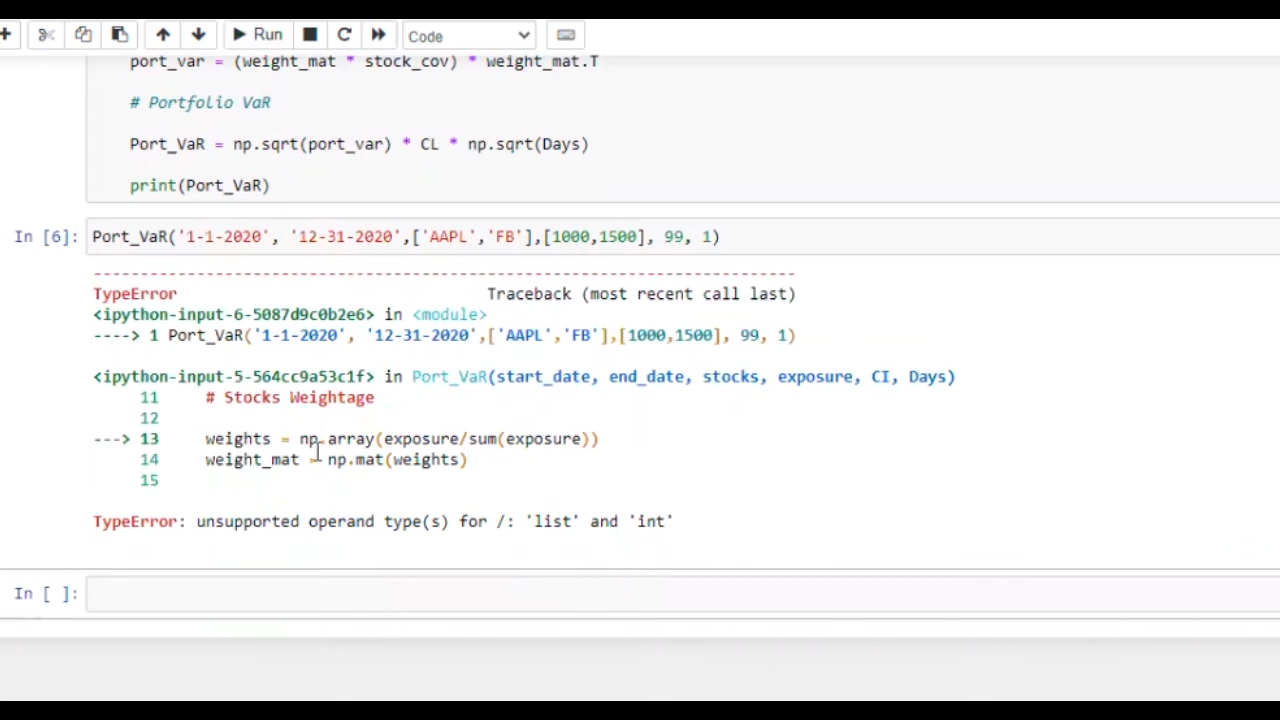 Run
Code
port_var = (weight_mat * stock_cov) * weight_mat.T
# Portfolio VaR
Port_VaR = np.sqrt(port_var) * CL * np.sqrt(Days)
print(Port_VaR)
In [6]: Port_VaR('1-1-2020', '12-31-2020',['AAPL','FB'],[1000,1500], 99, 1)
---------------------------------------------------------------------------
TypeError Traceback (most recent call last)
<ipython-input-6-5087d9c0b2e6> in <module>
----> 1 Port_VaR('1-1-2020', '12-31-2020',['AAPL','FB'],[1000,1500], 99, 1)
<ipython-input-5-564cc9a53c1f> in Port_VaR(start_date, end_date, stocks, exposure, CI, Days)
11 # Stocks Weightage
12
---> 13 weights = np.array(exposure/sum(exposure))
14 weight_mat = np.mat(weights)
15
TypeError: unsupported operand type(s) for /: 'list' and 'int'
In [ ]: